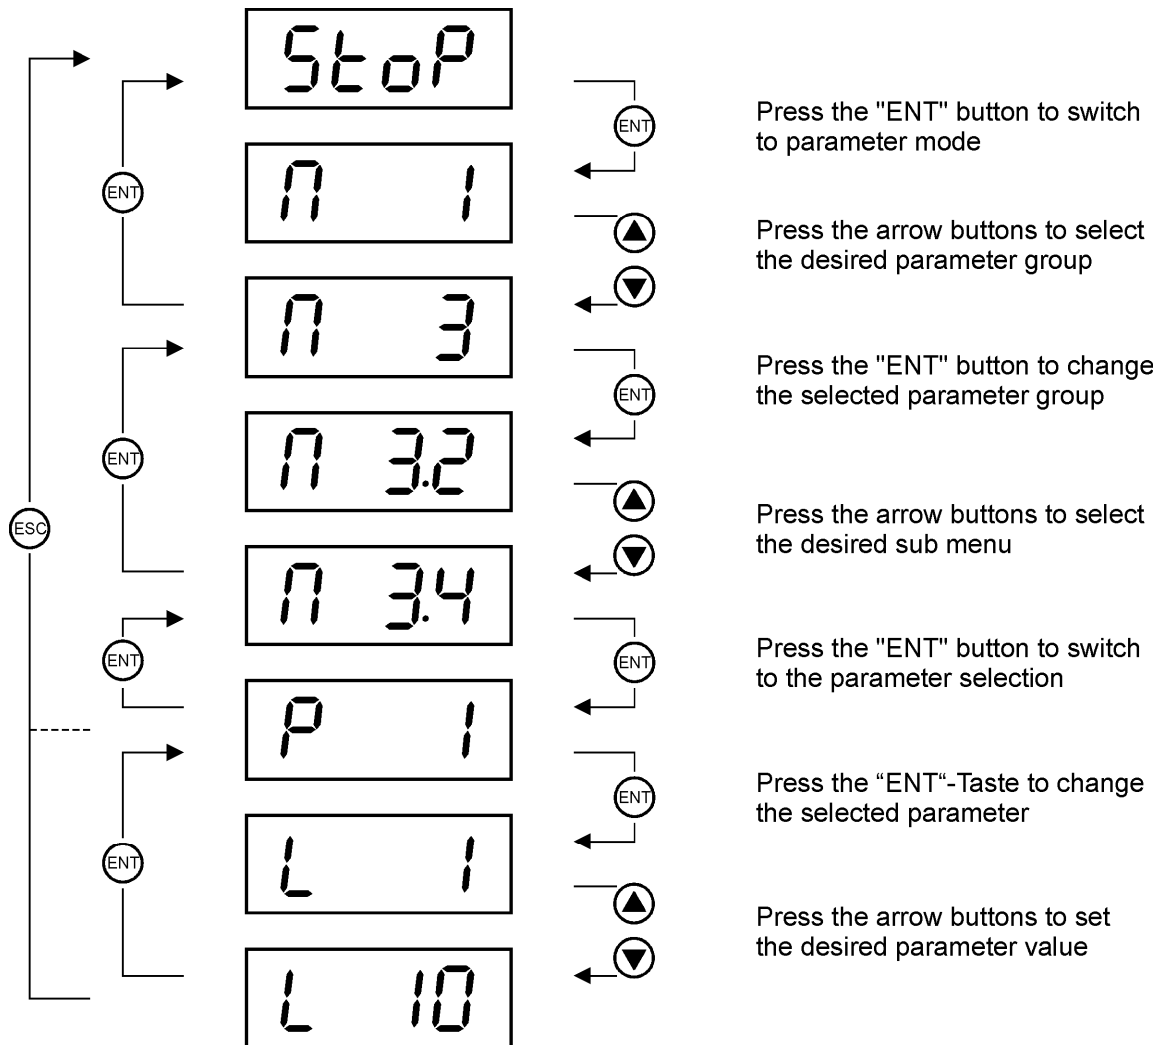 StoP
ENT
Press the "ENT" button to switch
to parameter mode
П 1
ENT
Press the arrow buttons to select
the desired parameter group
П 3
ENT
Press the "ENT" button to change
the selected parameter group
П 3.2
ENT
Press the arrow buttons to select
the desired sub menu
ESC
П 3.4
ENT
ENT
Press the "ENT" button to switch
to the parameter selection
P 1
ENT
Press the “ENT“-Taste to change
the selected parameter
L 1
ENT
Press the arrow buttons to set
the desired parameter value
L 10